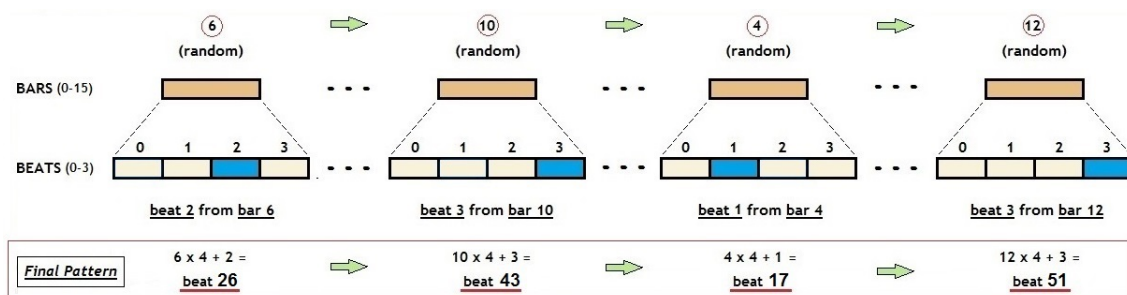 6 10 4 12
(random) (random) (random) (random)
BARS (0-15)
0 1 2 3 0 1 2 3 0 1 2 3 0 1 2 3
BEATS (0-3)
beat 2 from bar 6 beat 3 from bar 10 beat 1 from bar 4 beat 3 from bar 12
6 x 4 + 2 = 10 x 4 + 3 = 4 x 4 + 1 = 12 x 4 + 3 =
Final Pattern
beat 26 beat 43 beat 17 beat 51